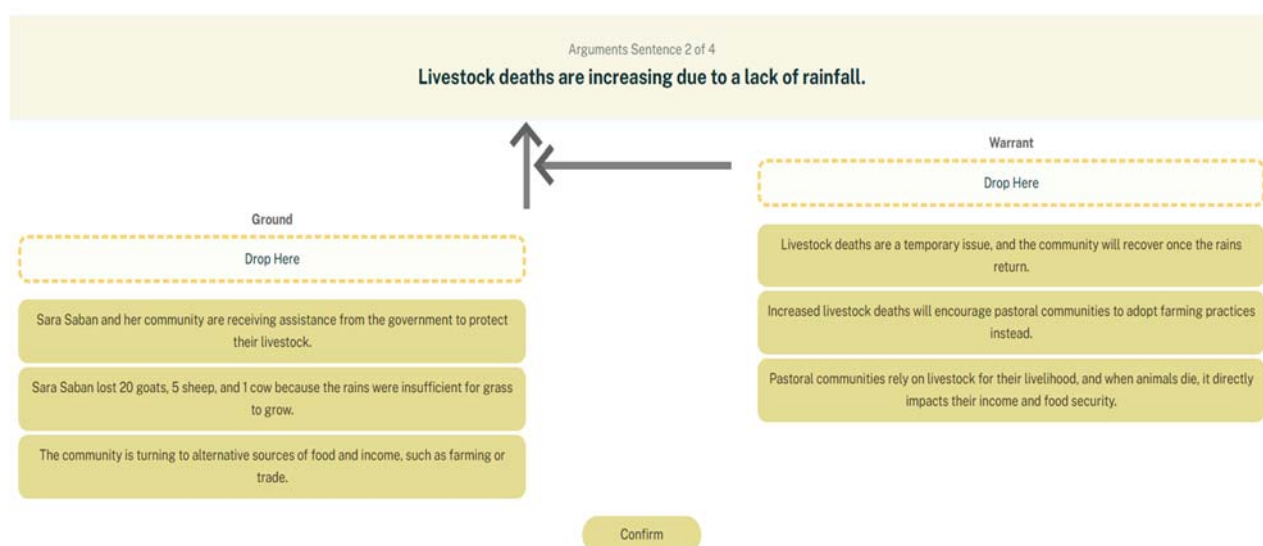 Arguments Sentence 2 of 4
Livestock deaths are increasing due to a lack of rainfall.
Ground
Drop Here
Sara Saban and her community are receiving assistance from the government to protect
their livestock.
Sara Saban lost 20 goats, 5 sheep, and 1 cow because the rains were insufficient for grass
to grow.
The community is turning to alternative sources of food and income, such as farming or
trade.
Warrant
Drop Here
Livestock deaths are a temporary issue, and the community will recover once the rains
return.
Increased livestock deaths will encourage pastoral communities to adopt farming practices
instead.
Pastoral communities rely on livestock for their livelihood, and when animals die, it directly
impacts their income and food security.
Confirm